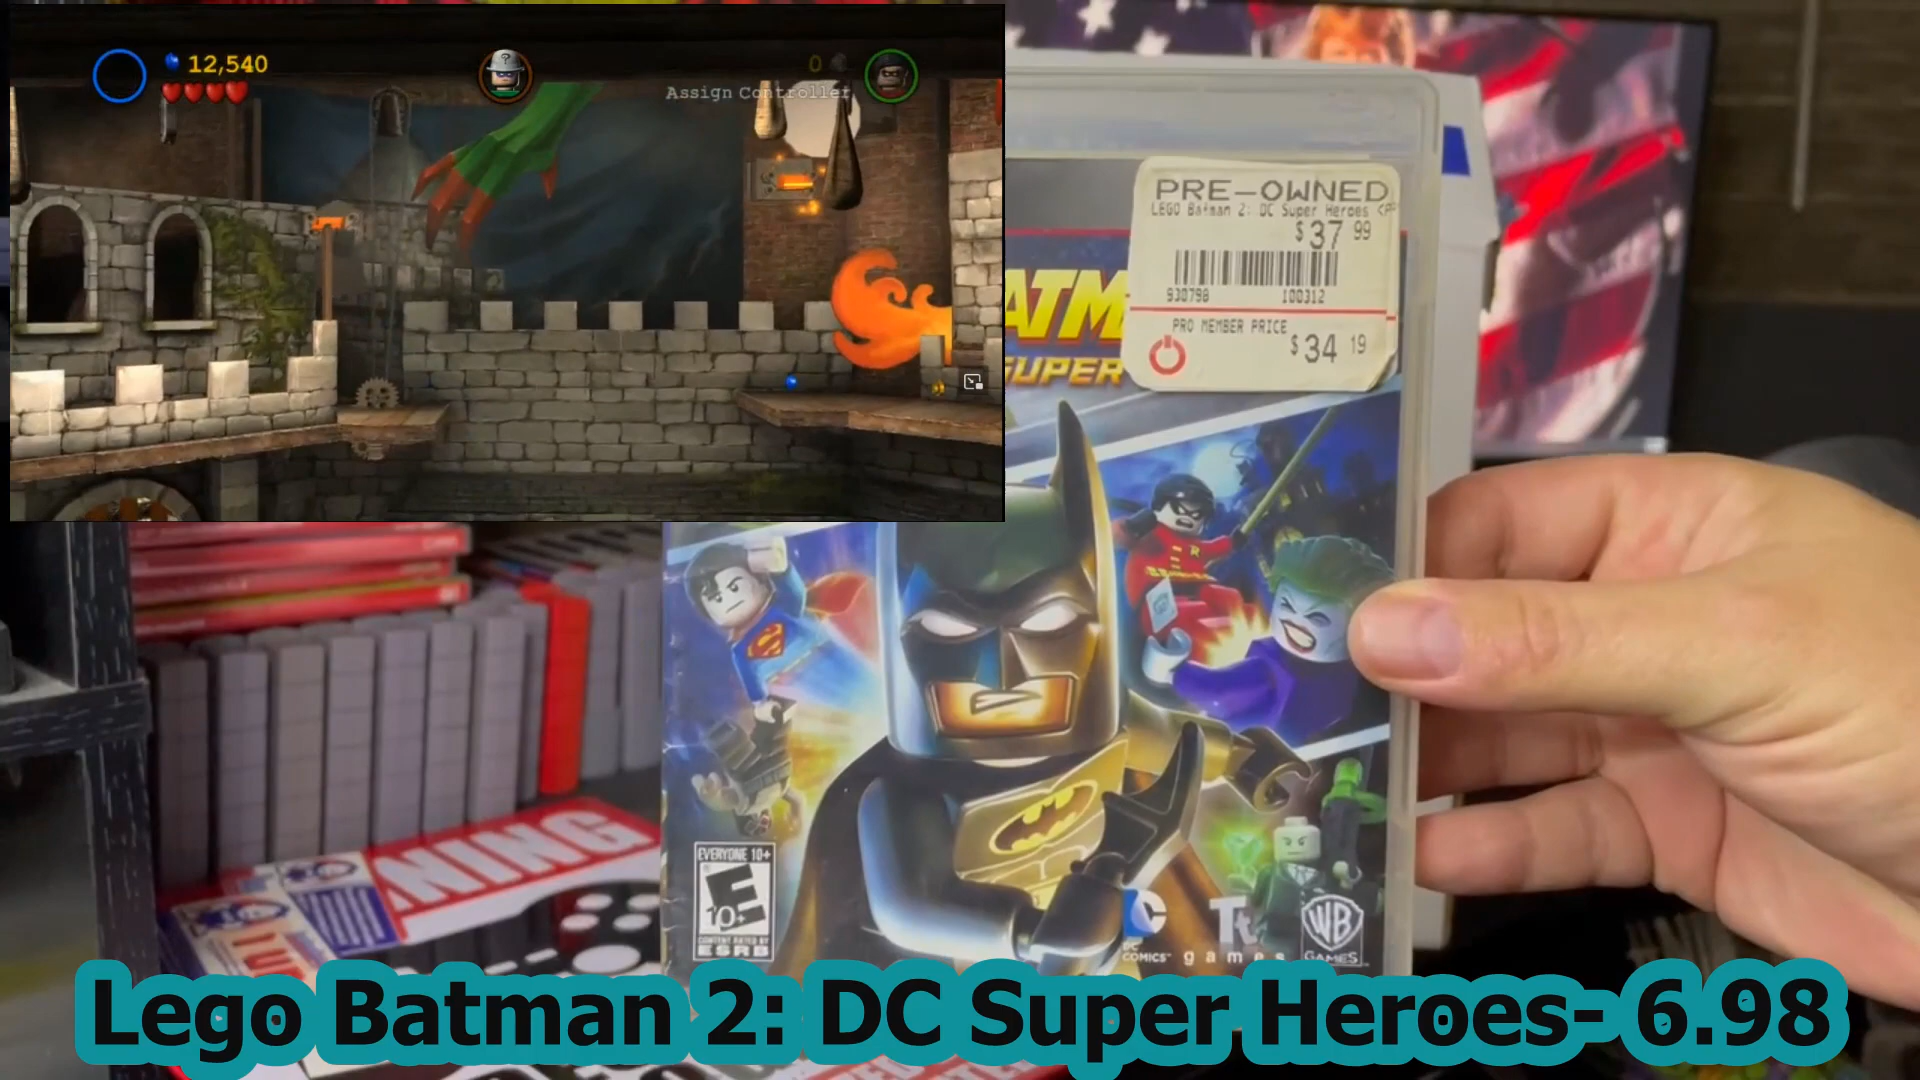 12,540
?
0
Assign Controller
PRE-OWNED
LEGO Batman 2: DC Super Heroes <P
$37 99
930798 100312
PRO MEMBER PRICE
$34 19
ATM
SUPER
S
R
EVERYONE 10+
E
10+
CONTENT RATED BY
ESRB
DC
COMICS™
Tt
games
WB
GAMES
NING
Lego Batman 2: DC Super Heroes- 6.98